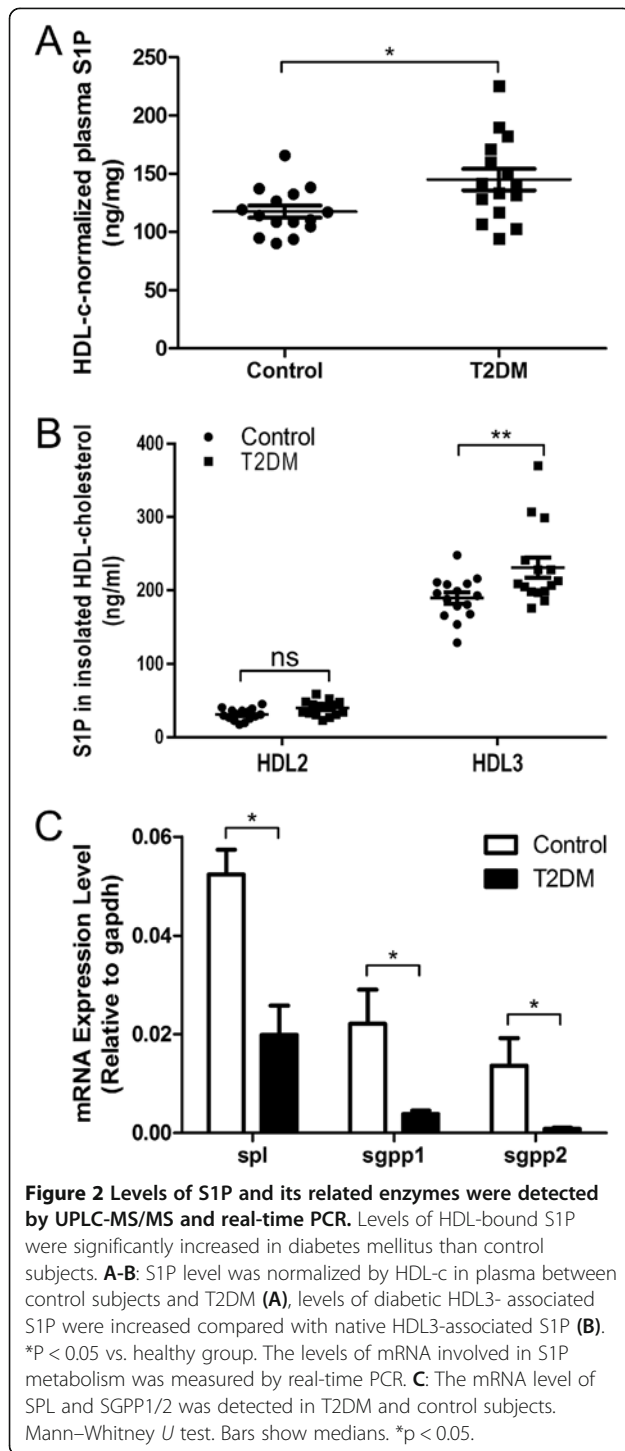 A
HDL-c-normalized plasma S1P
(ng/mg)
250
200
150
100
50
0
*
Control
T2DM
B
S1P in insolated HDL-cholesterol
(ng/ml)
400
300
200
100
0
Control
T2DM
ns
**
HDL2
HDL3
C
mRNA Expression Level
(Relative to gapdh)
0.06
0.04
0.02
0.00
*
*
*
Control
T2DM
spl
sgpp1
sgpp2
Figure 2 Levels of S1P and its related enzymes were detected
by UPLC-MS/MS and real-time PCR. Levels of HDL-bound S1P
were significantly increased in diabetes mellitus than control
subjects. A-B: S1P level was normalized by HDL-c in plasma between
control subjects and T2DM (A), levels of diabetic HDL3- associated
S1P were increased compared with native HDL3-associated S1P (B).
*P < 0.05 vs. healthy group. The levels of mRNA involved in S1P
metabolism was measured by real-time PCR. C: The mRNA level of
SPL and SGPP1/2 was detected in T2DM and control subjects.
Mann–Whitney U test. Bars show medians. *p < 0.05.